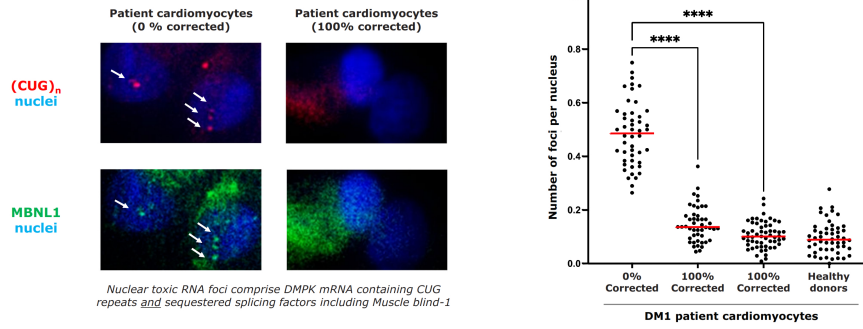 Patient cardiomyocytes
(0 % corrected)
Patient cardiomyocytes
(100% corrected)
(CUG)n
nuclei
MBNL1
nuclei
Nuclear toxic RNA foci comprise DMPK mRNA containing CUG
repeats and sequestered splicing factors including Muscle blind-1
Number of foci per nucleus
0.8
0.6
0.4
0.2
0.0
****
****
0%
Corrected
100%
Corrected
100%
Corrected
Healthy
donors
DM1 patient cardiomyocytes